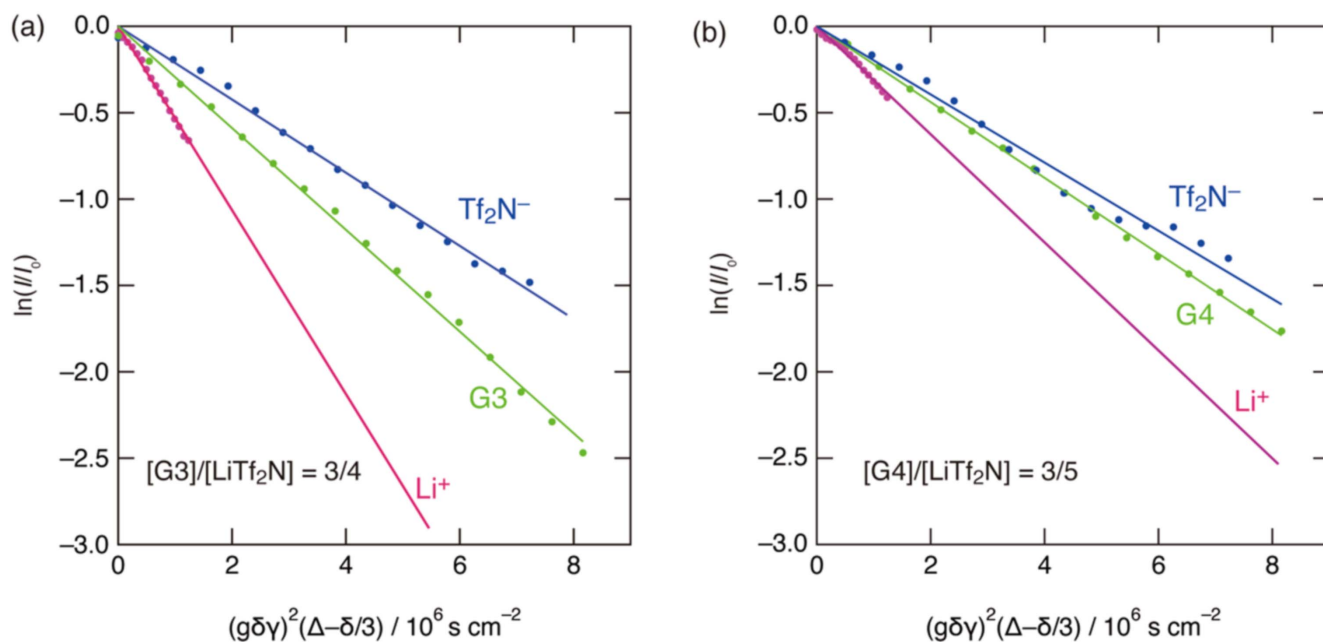 (a)
0.0
–0.5
–1.0
–1.5
–2.0
–2.5
–3.0
ln(I/I₀)
Tf₂N⁻
G3
Li⁺
[G3]/[LiTf₂N] = 3/4
0 2 4 6 8
(gδγ)²(Δ–δ/3) / 10⁶ s cm⁻²
(b)
0.0
–0.5
–1.0
–1.5
–2.0
–2.5
–3.0
ln(I/I₀)
Tf₂N⁻
G4
Li⁺
[G4]/[LiTf₂N] = 3/5
0 2 4 6 8
(gδγ)²(Δ–δ/3) / 10⁶ s cm⁻²